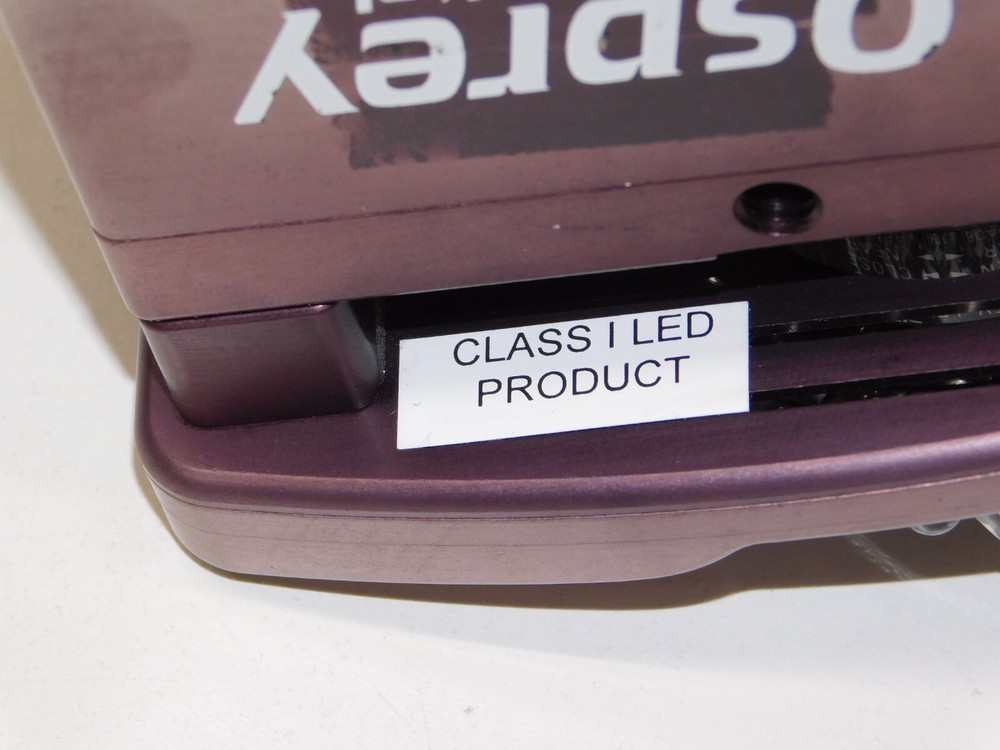 Osprey
CLASS I LED
PRODUCT